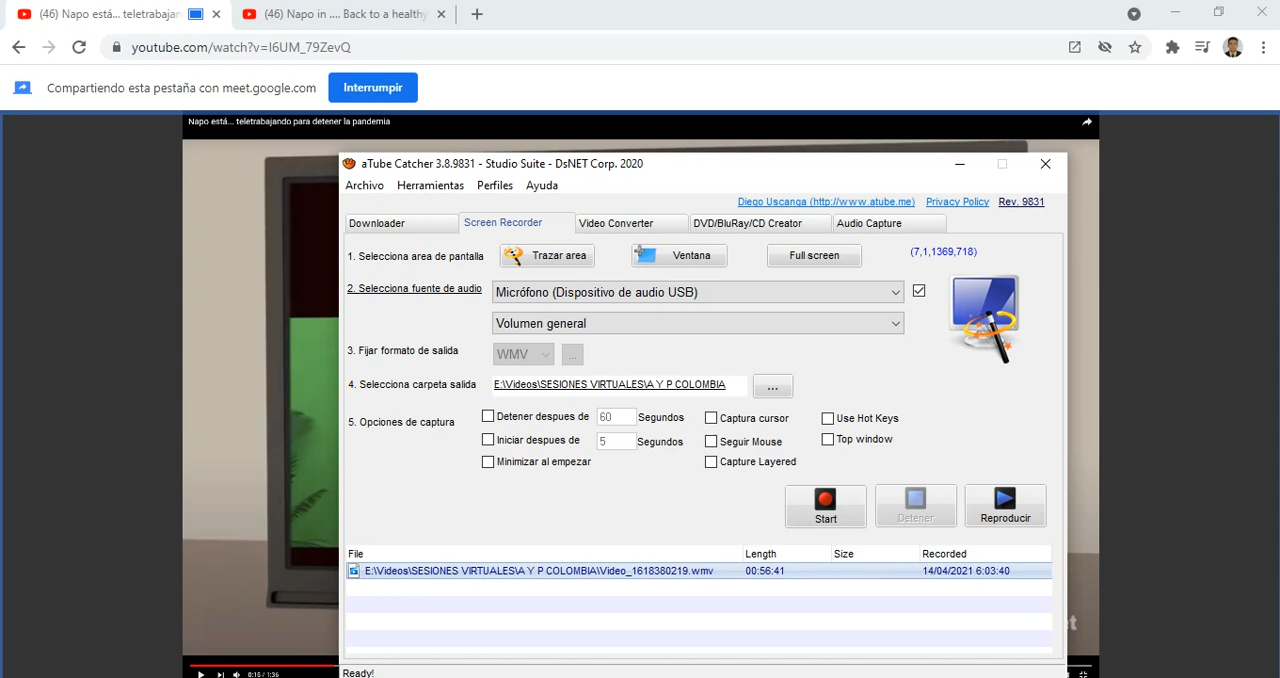 (46) Napo está... teletrabajan
(46) Napo in .... Back to a healthy
youtube.com/watch?v=I6UM_79ZevQ
Compartiendo esta pestaña con meet.google.com
Interrumpir
Napo está... teletrabajando para detener la pandemia
aTube Catcher 3.8.9831 - Studio Suite - DsNET Corp. 2020
Archivo Herramientas Perfiles Ayuda
Diego Uscanga (http://www.atube.me) Privacy Policy Rev. 9831
Downloader Screen Recorder Video Converter DVD/BluRay/CD Creator Audio Capture
1. Selecciona area de pantalla Trazar area Ventana Full screen (7,1,1369,718)
2. Selecciona fuente de audio Micrófono (Dispositivo de audio USB)
Volumen general
3. Fijar formato de salida WMV ...
4. Selecciona carpeta salida E:\Videos\SESIONES VIRTUALES\A Y P COLOMBIA ...
5. Opciones de captura Detener despues de 60 Segundos Captura cursor Use Hot Keys
Iniciar despues de 5 Segundos Seguir Mouse Top window
Minimizar al empezar Capture Layered
Start Detener Reproducir
File Length Size Recorded
E:\Videos\SESIONES VIRTUALES\A Y P COLOMBIA\Video_1618380219.wmv 00:56:41 14/04/2021 6:03:40
Ready!
0:15 / 1:36